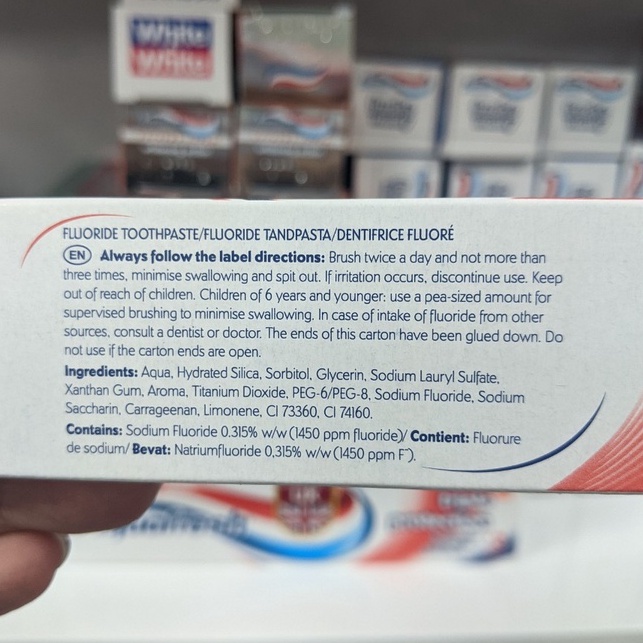 White
White
FLUORIDE TOOTHPASTE/FLUORIDE TANDPASTA/DENTIFRICE FLUORÉ
EN Always follow the label directions: Brush twice a day and not more than
three times, minimise swallowing and spit out. If irritation occurs, discontinue use. Keep
out of reach of children. Children of 6 years and younger: use a pea-sized amount for
supervised brushing to minimise swallowing. In case of intake of fluoride from other
sources, consult a dentist or doctor. The ends of this carton have been glued down. Do
not use if the carton ends are open.
Ingredients: Aqua, Hydrated Silica, Sorbitol, Glycerin, Sodium Lauryl Sulfate,
Xanthan Gum, Aroma, Titanium Dioxide, PEG-6/PEG-8, Sodium Fluoride, Sodium
Saccharin, Carrageenan, Limonene, CI 73360, CI 74160.
Contains: Sodium Fluoride 0.315% w/w (1450 ppm fluoride)/ Contient: Fluorure
de sodium/ Bevat: Natriumfluoride 0,315% w/w (1450 ppm F⁻).